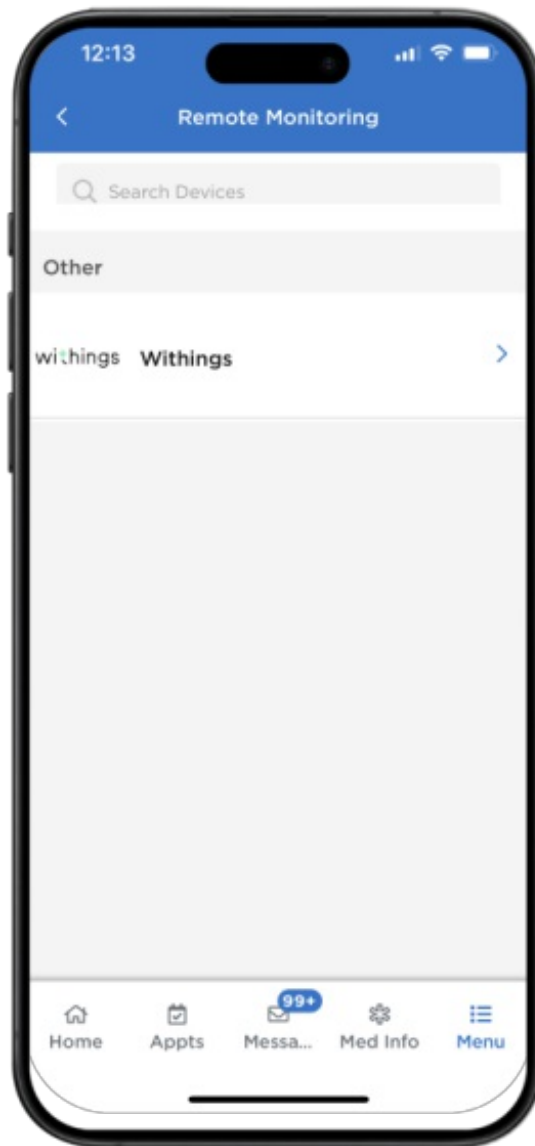 12:13
Remote Monitoring
Search Devices
Other
withings Withings
99+
Home Appts Messa... Med Info Menu